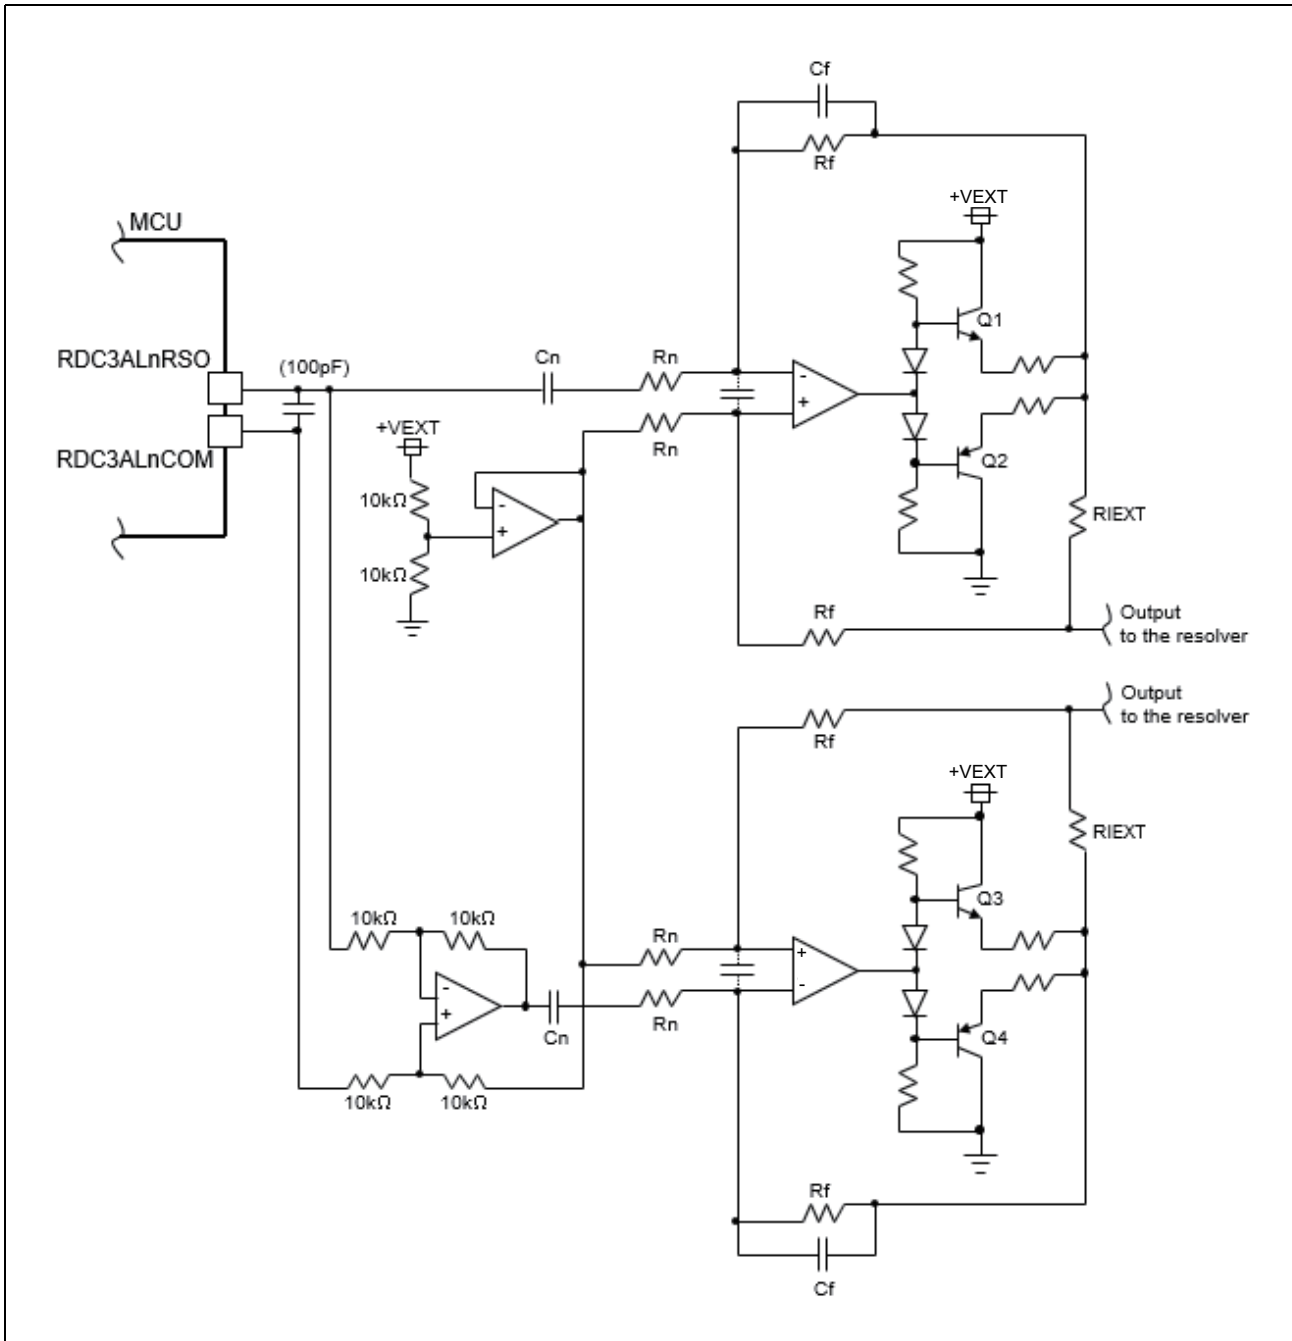 Cf
Rf
+VEXT
MCU
Q1
RDC3ALnRSO
(100pF)
Cn
Rn
-
+
+VEXT
Rn
RDC3ALnCOM
Q2
10kΩ
-
+
RIEXT
10kΩ
Rf
Output
to the resolver
Output
to the resolver
Rf
+VEXT
RIEXT
Q3
10kΩ
10kΩ
Rn
+
-
-
+
Cn
Rn
Q4
10kΩ
10kΩ
Rf
Cf